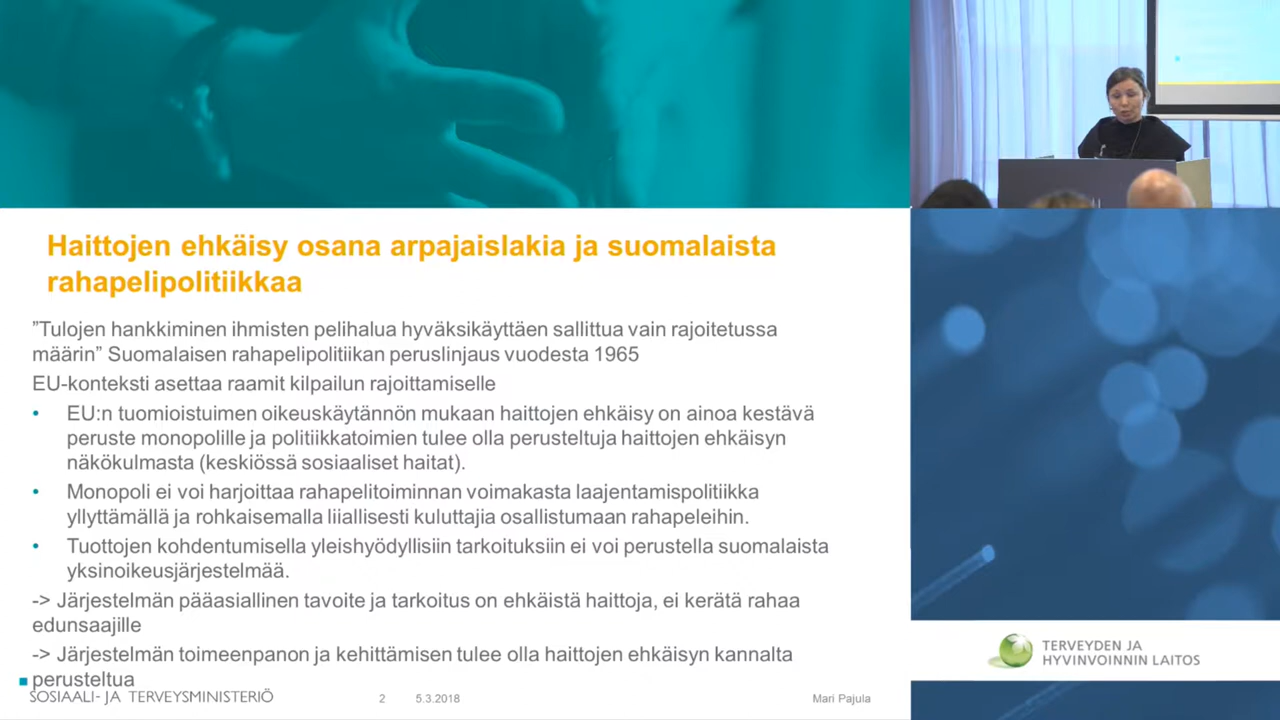 Haittojen ehkäisy osana arpajaislakia ja suomalaista
rahapelipolitiikkaa
”Tulojen hankkiminen ihmisten pelihalua hyväksikäyttäen sallittua vain rajoitetussa
määrin” Suomalaisen rahapelipolitiikan peruslinjaus vuodesta 1965
EU-konteksti asettaa raamit kilpailun rajoittamiselle
• EU:n tuomioistuimen oikeuskäytännön mukaan haittojen ehkäisy on ainoa kestävä
peruste monopolille ja politiikkatoimien tulee olla perusteltuja haittojen ehkäisyn
näkökulmasta (keskiössä sosiaaliset haitat).
• Monopoli ei voi harjoittaa rahapelitoiminnan voimakasta laajentamispolitiikka
yllyttämällä ja rohkaisemalla liiallisesti kuluttajia osallistumaan rahapeleihin.
• Tuottojen kohdentumisella yleishyödyllisiin tarkoituksiin ei voi perustella suomalaista
yksinoikeusjärjestelmää.
-> Järjestelmän pääasiallinen tavoite ja tarkoitus on ehkäistä haittoja, ei kerätä rahaa
edunsaajille
-> Järjestelmän toimeenpanon ja kehittämisen tulee olla haittojen ehkäisyn kannalta
perusteltua
SOSIAALI- JA TERVEYSMINISTERIÖ 2 5.3.2018 Mari Pajula
TERVEYDEN JA
HYVINVOINNIN LAITOS